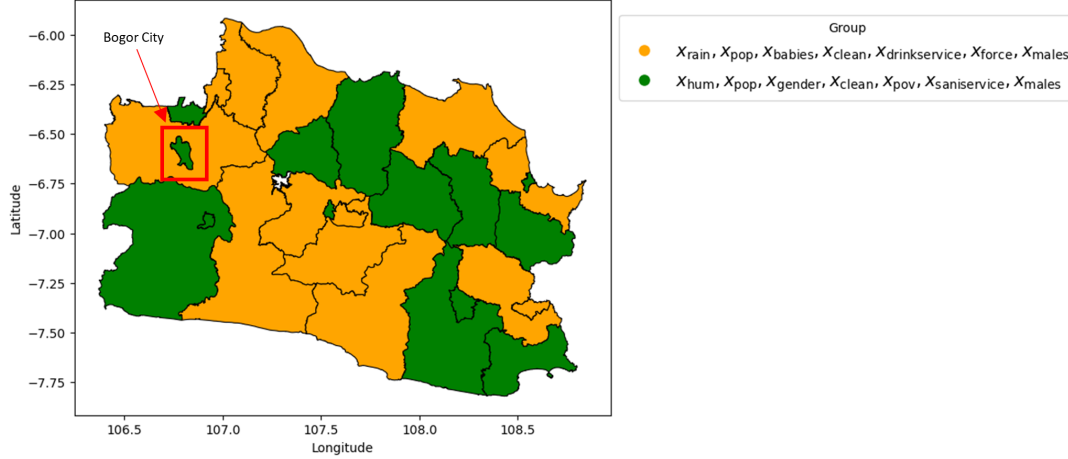 Bogor City
Group
x_rain, x_pop, x_babies, x_clean, x_drinkservice, x_force, x_males
x_hum, x_pop, x_gender, x_clean, x_pov, x_saniservice, x_males
Latitude
−6.00
−6.25
−6.50
−6.75
−7.00
−7.25
−7.50
−7.75
106.5 107.0 107.5 108.0 108.5
Longitude